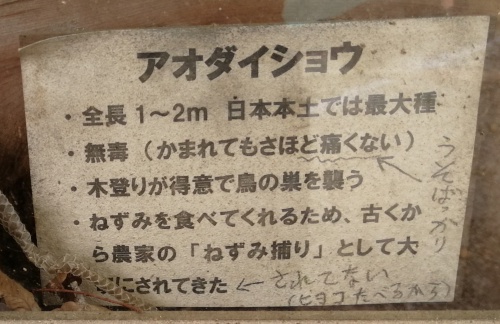 アオダイショウ
・全長1〜2m 日本本土では最大種
・無毒（かまれてもさほど痛くない）
うそばっかり
・木登りが得意で鳥の巣を襲う
・ねずみを食べてくれるため、古くか
ら農家の「ねずみ捕り」として大
にされてきた
←されてない
（ヒヨコたべるから）